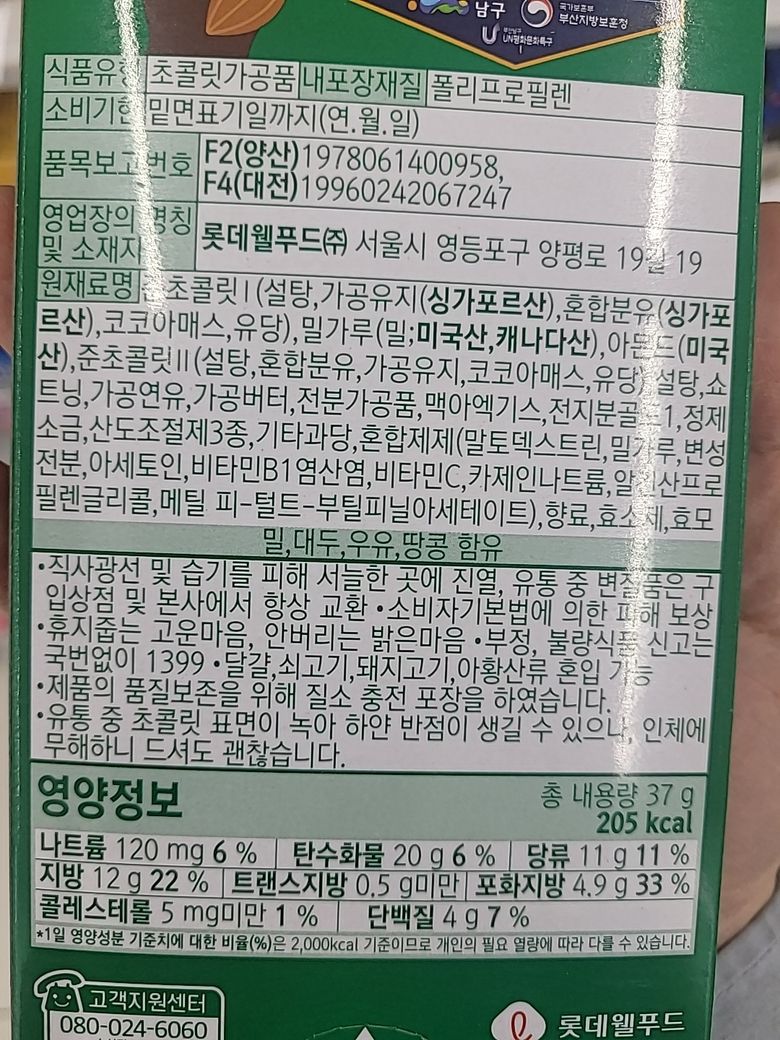 남구
국가보훈부
부산지방보훈청
부산남구
UN평화문화특구
식품유형 초콜릿가공품 내포장재질 폴리프로필렌
소비기한 밑면표기일까지(연.월.일)
품목보고번호 F2(양산)1978061400958,
F4(대전)19960242067247
영업장의 명칭 및 소재지 롯데웰푸드㈜ 서울시 영등포구 양평로 19길 19
원재료명 준초콜릿Ⅰ(설탕,가공유지(싱가포르산),혼합분유(싱가포
르산),코코아매스,유당),밀가루(밀;미국산,캐나다산),아몬드(미국
산),준초콜릿Ⅱ(설탕,혼합분유,가공유지,코코아매스,유당),설탕,쇼
트닝,가공연유,가공버터,전분가공품,맥아엑기스,전지분골드1,정제
소금,산도조절제3종,기타과당,혼합제제(말토덱스트린,밀가루,변성
전분,아세토인,비타민B1염산염,비타민C,카제인나트륨,알긴산프로
필렌글리콜,메틸 피-털트-부틸피닐아세테이트),향료,효소제,효모
밀,대두,우유,땅콩 함유
•직사광선 및 습기를 피해 서늘한 곳에 진열, 유통 중 변질품은 구
입상점 및 본사에서 항상 교환 •소비자기본법에 의한 피해 보상
•휴지줍는 고운마음, 안버리는 밝은마음 •부정, 불량식품 신고는
국번없이 1399 •달걀,쇠고기,돼지고기,아황산류 혼입 가능
•제품의 품질보존을 위해 질소 충전 포장을 하였습니다.
•유통 중 초콜릿 표면이 녹아 하얀 반점이 생길 수 있으나, 인체에
무해하니 드셔도 괜찮습니다.
영양정보 총 내용량 37 g
205 kcal
나트륨 120 mg 6 % 탄수화물 20 g 6 % 당류 11 g 11 %
지방 12 g 22 % 트랜스지방 0.5 g미만 포화지방 4.9 g 33 %
콜레스테롤 5 mg미만 1 % 단백질 4 g 7 %
*1일 영양성분 기준치에 대한 비율(%)은 2,000kcal 기준이므로 개인의 필요 열량에 따라 다를 수 있습니다.
고객지원센터
080-024-6060
롯데웰푸드